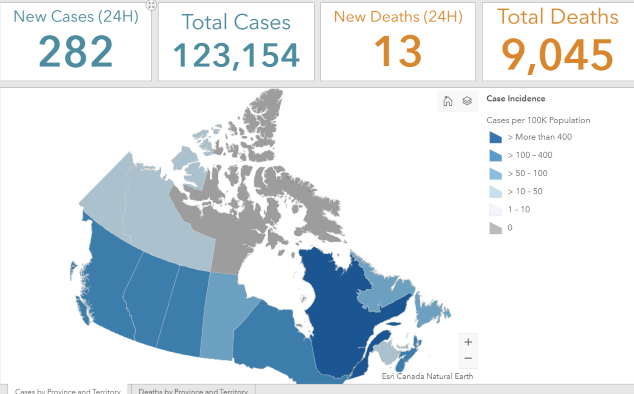 New Cases (24H)
282
Total Cases
123,154
New Deaths (24H)
13
Total Deaths
9,045
Case Incidence
Cases per 100K Population
> More than 400
> 100 - 400
> 50 - 100
> 10 - 50
1 - 10
0
+
−
Esri Canada Natural Earth
Cases by Province and Territory
Deaths by Province and Territory